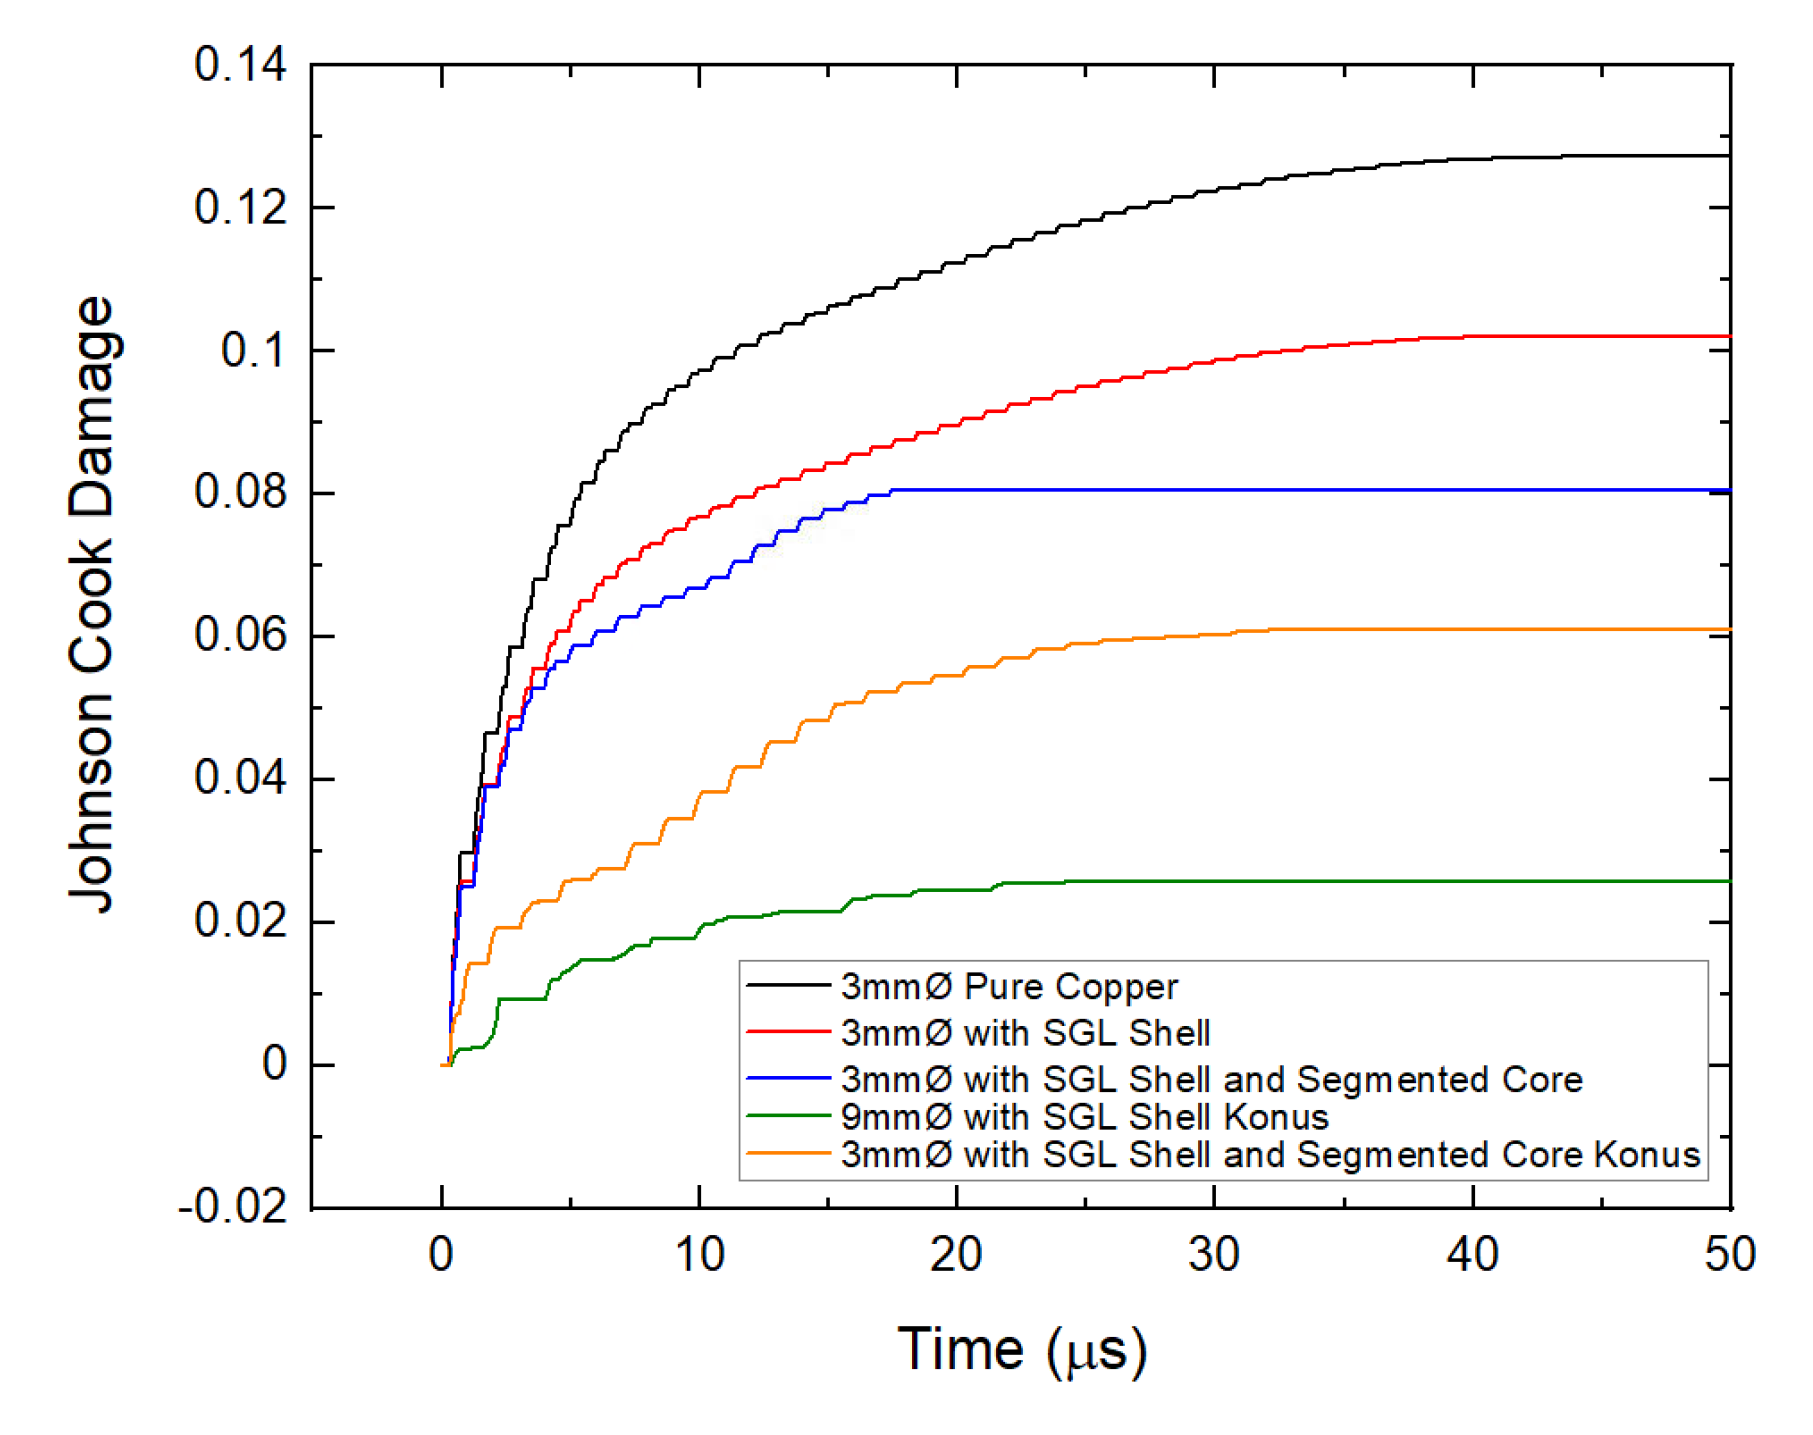 0.14
0.12
0.1
0.08
0.06
0.04
0.02
0
-0.02
Johnson Cook Damage
3mmØ Pure Copper
3mmØ with SGL Shell
3mmØ with SGL Shell and Segmented Core
9mmØ with SGL Shell Konus
3mmØ with SGL Shell and Segmented Core Konus
0 10 20 30 40 50
Time (μs)